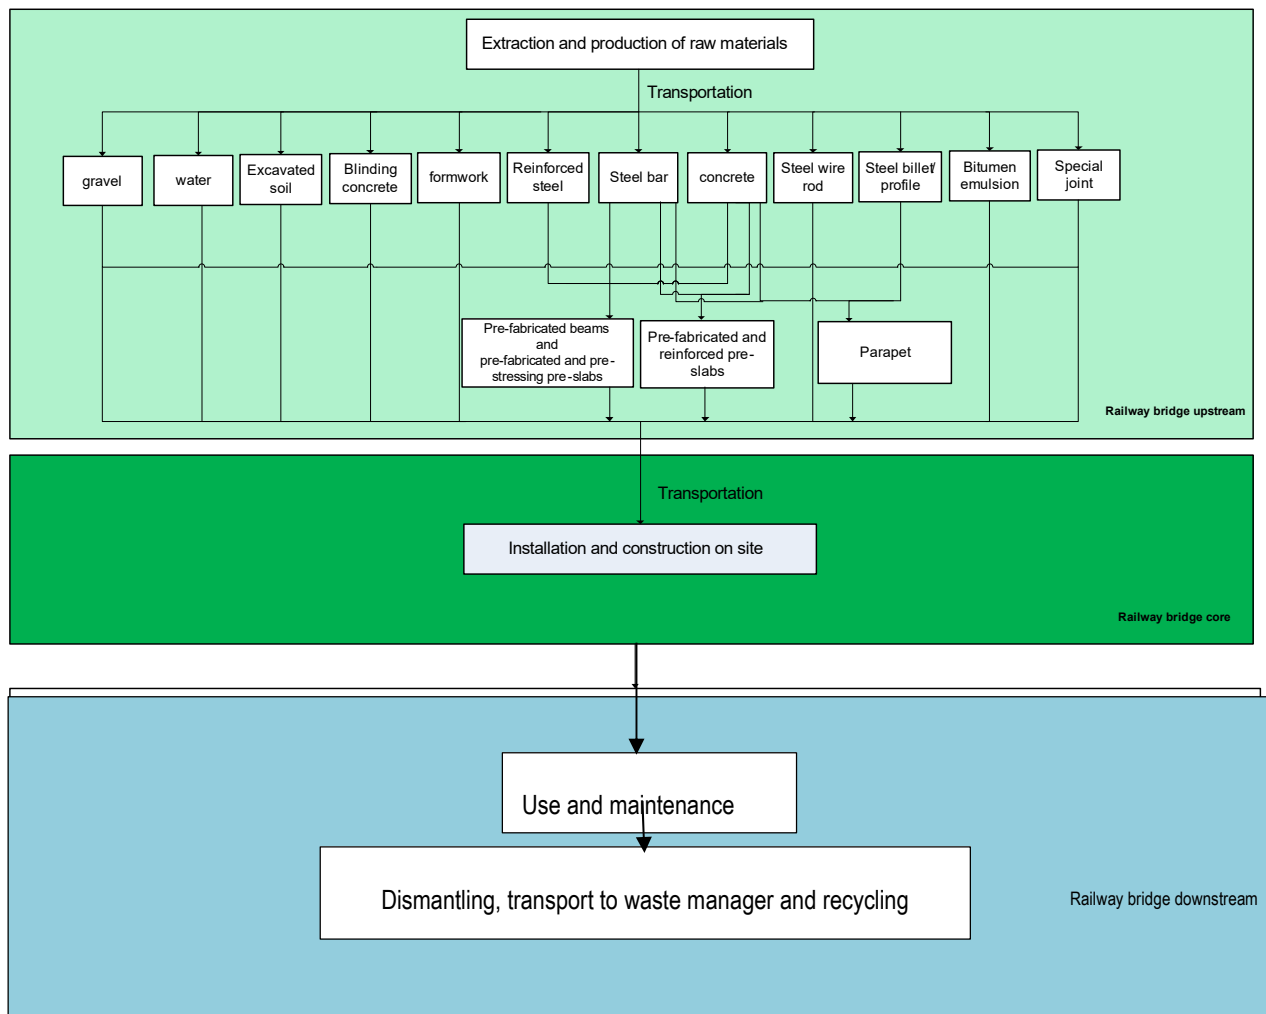 Extraction and production of raw materials
Transportation
gravel
water
Excavated
soil
Blinding
concrete
formwork
Reinforced
steel
Steel bar
concrete
Steel wire
rod
Steel billet/
profile
Bitumen
emulsion
Special
joint
Pre-fabricated beams
and
pre-fabricated and pre-
stressing pre-slabs
Pre-fabricated and
reinforced pre-
slabs
Parapet
Railway bridge upstream
Transportation
Installation and construction on site
Railway bridge core
Use and maintenance
Dismantling, transport to waste manager and recycling
Railway bridge downstream